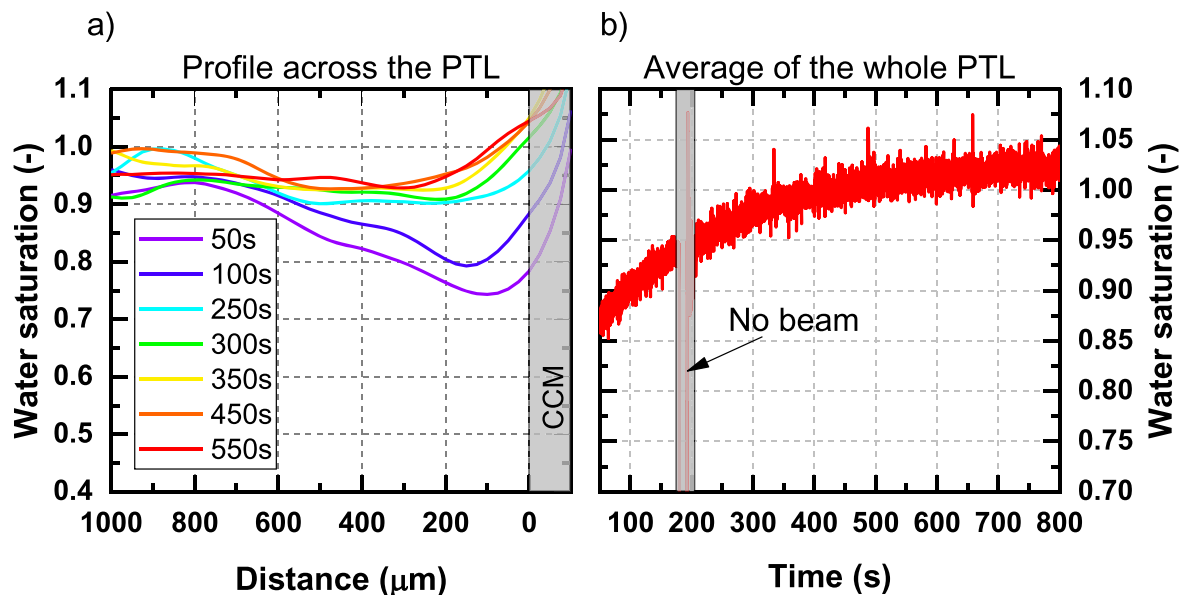 a)
Profile across the PTL
Water saturation (-)
1.1
1.0
0.9
0.8
0.7
0.6
0.5
0.4
50s
100s
250s
300s
350s
450s
550s
CCM
1000 800 600 400 200 0
Distance (μm)
b)
Average of the whole PTL
No beam
1.10
1.05
1.00
0.95
0.90
0.85
0.80
0.75
0.70
Water saturation (-)
100 200 300 400 500 600 700 800
Time (s)